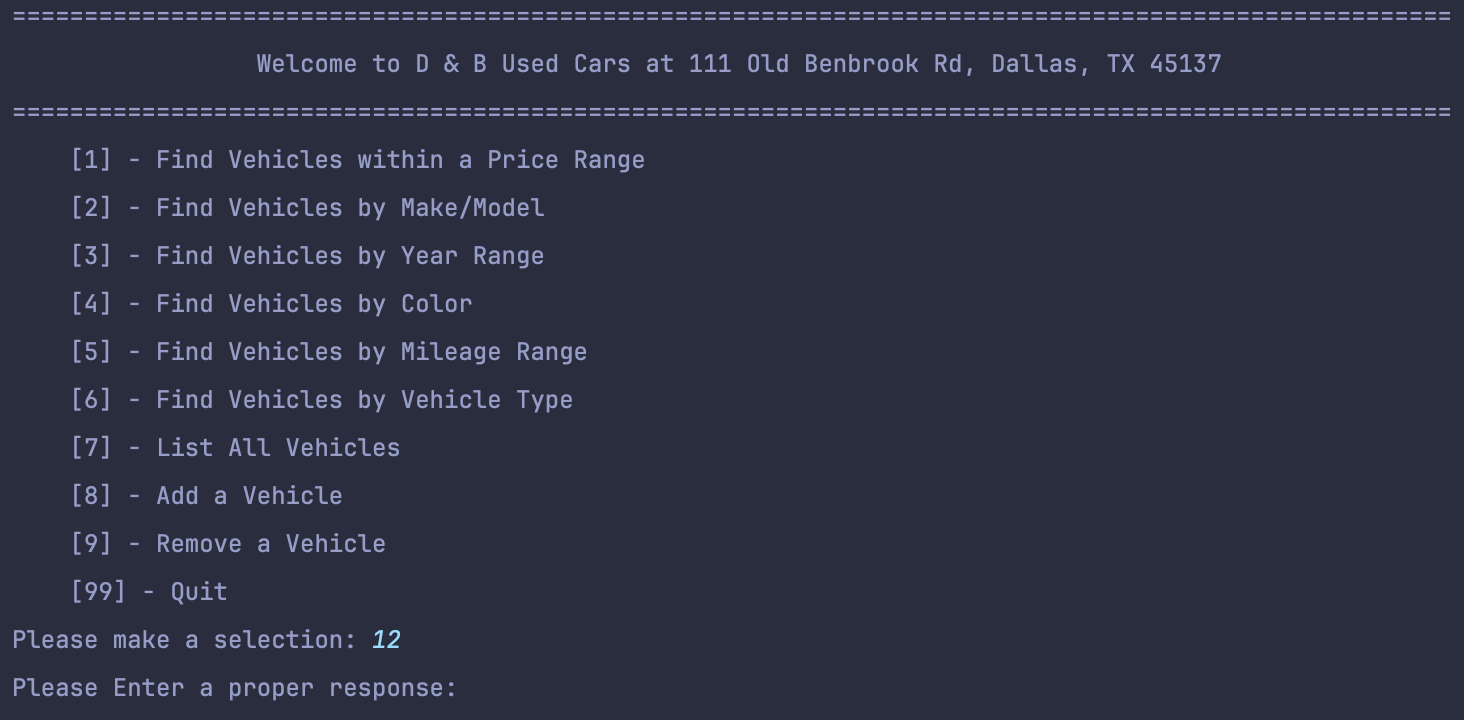 ====================================================================================================
Welcome to D & B Used Cars at 111 Old Benbrook Rd, Dallas, TX 45137
====================================================================================================
[1] - Find Vehicles within a Price Range
[2] - Find Vehicles by Make/Model
[3] - Find Vehicles by Year Range
[4] - Find Vehicles by Color
[5] - Find Vehicles by Mileage Range
[6] - Find Vehicles by Vehicle Type
[7] - List All Vehicles
[8] - Add a Vehicle
[9] - Remove a Vehicle
[99] - Quit
Please make a selection: 12
Please Enter a proper response: